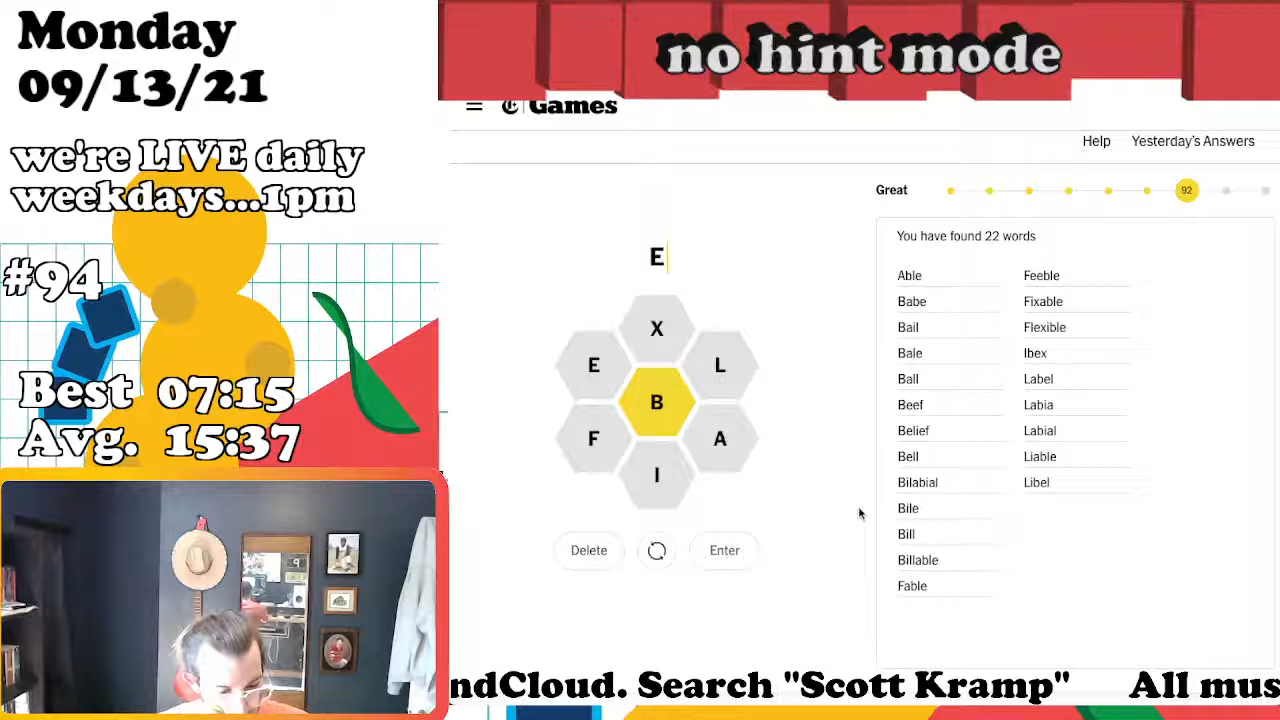 Monday
09/13/21
we're LIVE daily
weekdays...1pm
#94
Best 07:15
Avg. 15:37
no hint mode
Games
Help
Yesterday's Answers
Great
92
You have found 22 words
Able
Babe
Bail
Bale
Ball
Beef
Belief
Bell
Bilabial
Bile
Bill
Billable
Fable
Feeble
Fixable
Flexible
Ibex
Label
Labia
Labial
Liable
Libel
E
X
E
L
B
F
A
I
Delete
Enter
ndCloud. Search "Scott Kramp" All mus